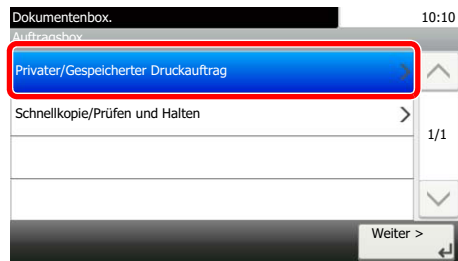 Dokumentenbox. 10:10
Auftragsbox
Privater/Gespeicherter Druckauftrag >
Schnellkopie/Prüfen und Halten >
1/1
Weiter >